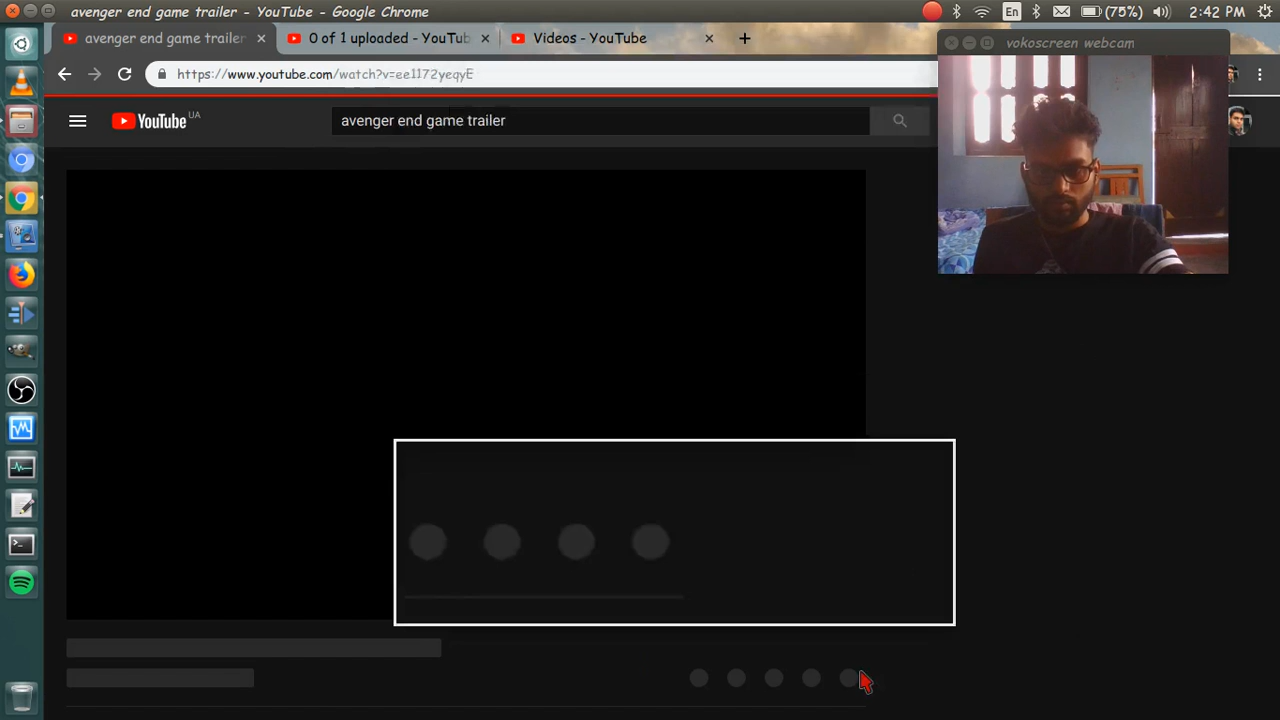 avenger end game trailer - YouTube - Google Chrome
En
(75%)
2:42 PM
avenger end game trailer
0 of 1 uploaded - YouTub
Videos - YouTube
vokoscreen webcam
https://www.youtube.com/watch?v=ee1172yeqyE
YouTube UA
avenger end game trailer